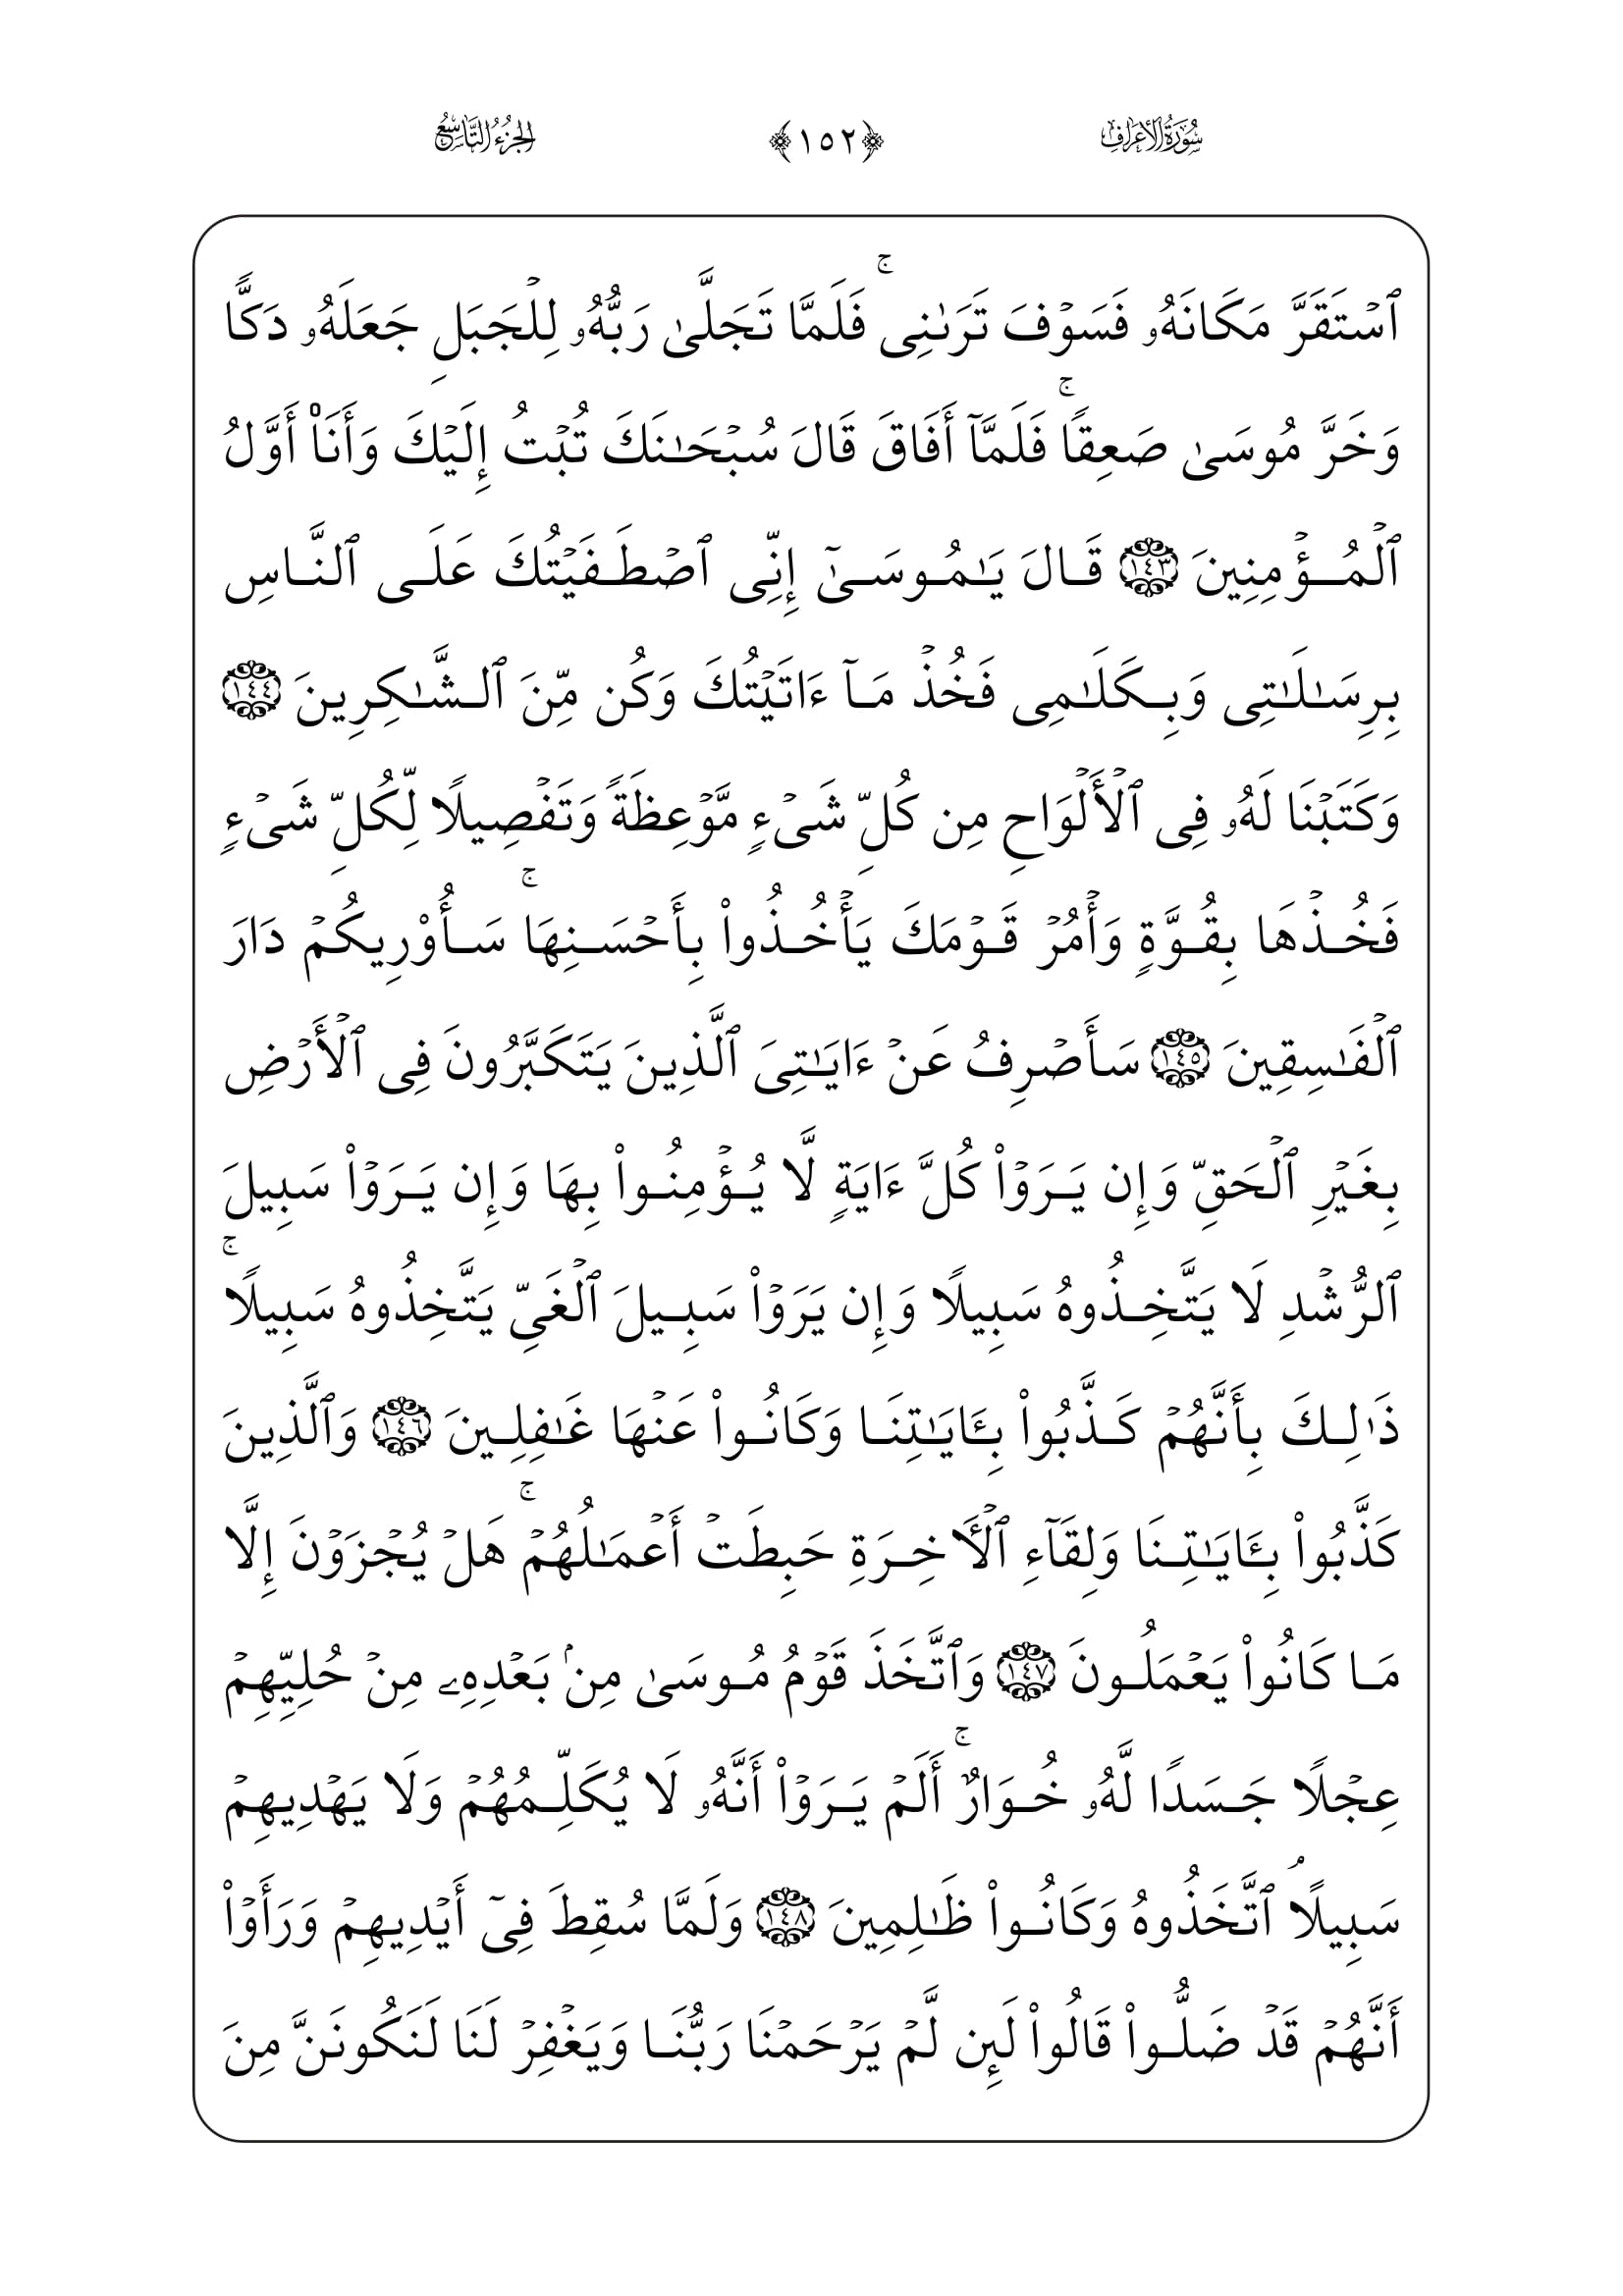 سُورَةُ الأَعْرَافِ ﴿١٥٢﴾ الجُزْءُ التَّاسِعُ
ٱسۡتَقَرَّ مَكَانَهُۥ فَسَوۡفَ تَرَىٰنِىۚ فَلَمَّا تَجَلَّىٰ رَبُّهُۥ لِلۡجَبَلِ جَعَلَهُۥ دَكًّا
وَخَرَّ مُوسَىٰ صَعِقًاۚ فَلَمَّآ أَفَاقَ قَالَ سُبۡحَـٰنَكَ تُبۡتُ إِلَيۡكَ وَأَنَا۠ أَوَّلُ
ٱلۡمُؤۡمِنِينَ ١٤٣ قَالَ يَـٰمُوسَىٰٓ إِنِّى ٱصۡطَفَيۡتُكَ عَلَى ٱلنَّاسِ
بِرِسَـٰلَـٰتِى وَبِكَلَـٰمِى فَخُذۡ مَآ ءَاتَيۡتُكَ وَكُن مِّنَ ٱلشَّـٰكِرِينَ ١٤٤
وَكَتَبۡنَا لَهُۥ فِى ٱلۡأَلۡوَاحِ مِن كُلِّ شَىۡءٍ مَّوۡعِظَةً وَتَفۡصِيلًا لِّكُلِّ شَىۡءٍ
فَخُذۡهَا بِقُوَّةٍ وَأۡمُرۡ قَوۡمَكَ يَأۡخُذُوا۟ بِأَحۡسَنِهَاۚ سَأُو۟رِيكُمۡ دَارَ
ٱلۡفَـٰسِقِينَ ١٤٥ سَأَصۡرِفُ عَنۡ ءَايَـٰتِىَ ٱلَّذِينَ يَتَكَبَّرُونَ فِى ٱلۡأَرۡضِ
بِغَيۡرِ ٱلۡحَقِّ وَإِن يَرَوۡا۟ كُلَّ ءَايَةٍ لَّا يُؤۡمِنُوا۟ بِهَا وَإِن يَرَوۡا۟ سَبِيلَ
ٱلرُّشۡدِ لَا يَتَّخِذُوهُ سَبِيلًا وَإِن يَرَوۡا۟ سَبِيلَ ٱلۡغَىِّ يَتَّخِذُوهُ سَبِيلًاۚ
ذَٰلِكَ بِأَنَّهُمۡ كَذَّبُوا۟ بِـَٔايَـٰتِنَا وَكَانُوا۟ عَنۡهَا غَـٰفِلِينَ ١٤٦ وَٱلَّذِينَ
كَذَّبُوا۟ بِـَٔايَـٰتِنَا وَلِقَآءِ ٱلۡـَٔاخِرَةِ حَبِطَتۡ أَعۡمَـٰلُهُمۡۚ هَلۡ يُجۡزَوۡنَ إِلَّا
مَا كَانُوا۟ يَعۡمَلُونَ ١٤٧ وَٱتَّخَذَ قَوۡمُ مُوسَىٰ مِنۢ بَعۡدِهِۦ مِنۡ حُلِيِّهِمۡ
عِجۡلًا جَسَدًا لَّهُۥ خُوَارٌۚ أَلَمۡ يَرَوۡا۟ أَنَّهُۥ لَا يُكَلِّمُهُمۡ وَلَا يَهۡدِيهِمۡ
سَبِيلًاۘ ٱتَّخَذُوهُ وَكَانُوا۟ ظَـٰلِمِينَ ١٤٨ وَلَمَّا سُقِطَ فِىٓ أَيۡدِيهِمۡ وَرَأَوۡا۟
أَنَّهُمۡ قَدۡ ضَلُّوا۟ قَالُوا۟ لَئِن لَّمۡ يَرۡحَمۡنَا رَبُّنَا وَيَغۡفِرۡ لَنَا لَنَكُونَنَّ مِنَ